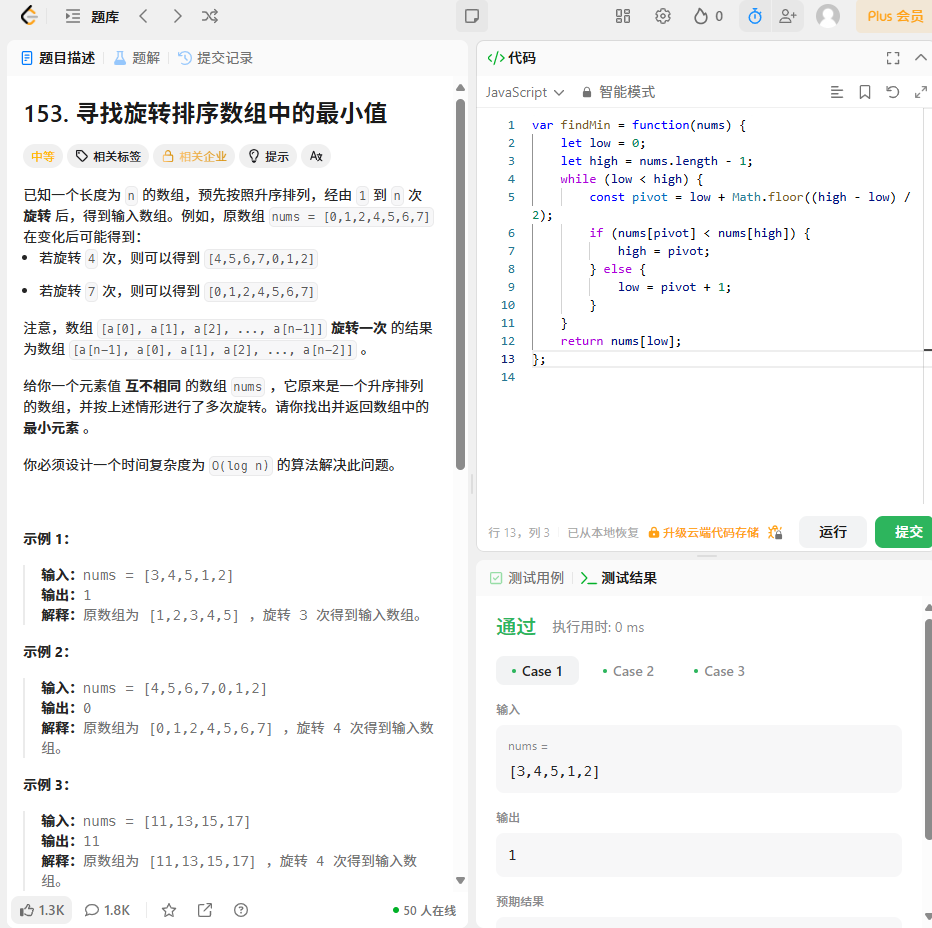 题库
0
Plus 会员
题目描述
题解
提交记录
153. 寻找旋转排序数组中的最小值
中等
相关标签
相关企业
提示
已知一个长度为 n 的数组，预先按照升序排列，经由 1 到 n 次
旋转 后，得到输入数组。例如，原数组 nums = [0,1,2,4,5,6,7]
在变化后可能得到：
若旋转 4 次，则可以得到 [4,5,6,7,0,1,2]
若旋转 7 次，则可以得到 [0,1,2,4,5,6,7]
注意，数组 [a[0], a[1], a[2], ..., a[n-1]] 旋转一次 的结果
为数组 [a[n-1], a[0], a[1], a[2], ..., a[n-2]] 。
给你一个元素值 互不相同 的数组 nums ，它原来是一个升序排列
的数组，并按上述情形进行了多次旋转。请你找出并返回数组中的
最小元素 。
你必须设计一个时间复杂度为 O(log n) 的算法解决此问题。
示例 1：
输入：nums = [3,4,5,1,2]
输出：1
解释：原数组为 [1,2,3,4,5] ，旋转 3 次得到输入数组。
示例 2：
输入：nums = [4,5,6,7,0,1,2]
输出：0
解释：原数组为 [0,1,2,4,5,6,7] ，旋转 4 次得到输入数
组。
示例 3：
输入：nums = [11,13,15,17]
输出：11
解释：原数组为 [11,13,15,17] ，旋转 4 次得到输入数
组。
1.3K
1.8K
50 人在线
</> 代码
JavaScript
智能模式
1 var findMin = function(nums) {
2 let low = 0;
3 let high = nums.length - 1;
4 while (low < high) {
5 const pivot = low + Math.floor((high - low) /
2);
6 if (nums[pivot] < nums[high]) {
7 high = pivot;
8 } else {
9 low = pivot + 1;
10 }
11 }
12 return nums[low];
13 };
14
行 13，列 3
已从本地恢复
升级云端代码存储
运行
提交
测试用例
测试结果
通过 执行用时: 0 ms
Case 1
Case 2
Case 3
输入
nums =
[3,4,5,1,2]
输出
1
预期结果